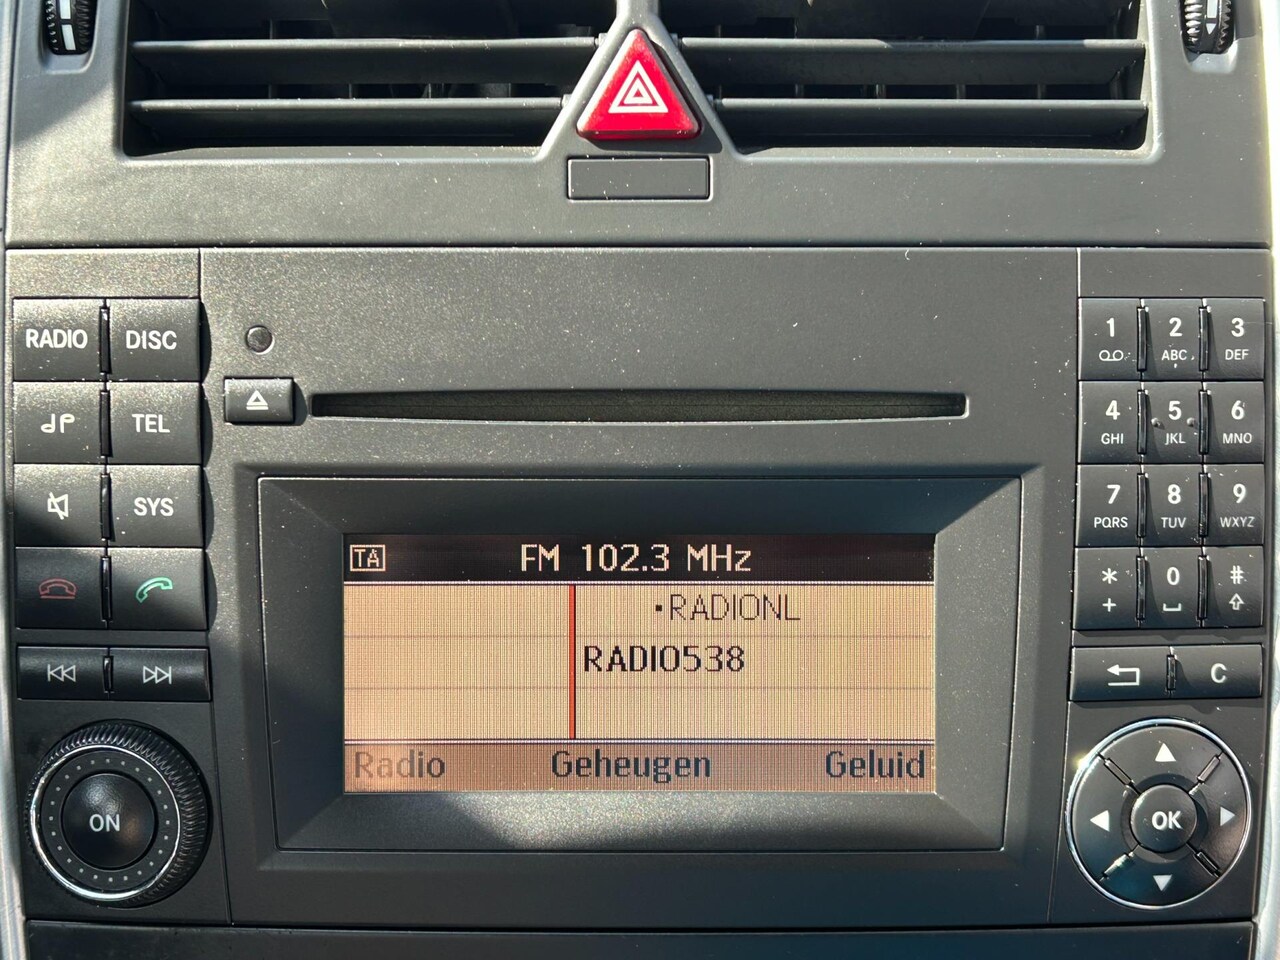 RADIO DISC
TEL
SYS
ON
TA FM 102.3 MHz
▪RADIONL
RADIO538
Radio Geheugen Geluid
1 2 ABC 3 DEF
4 GHI 5 JKL 6 MNO
7 PQRS 8 TUV 9 WXYZ
* + 0 #
C
OK